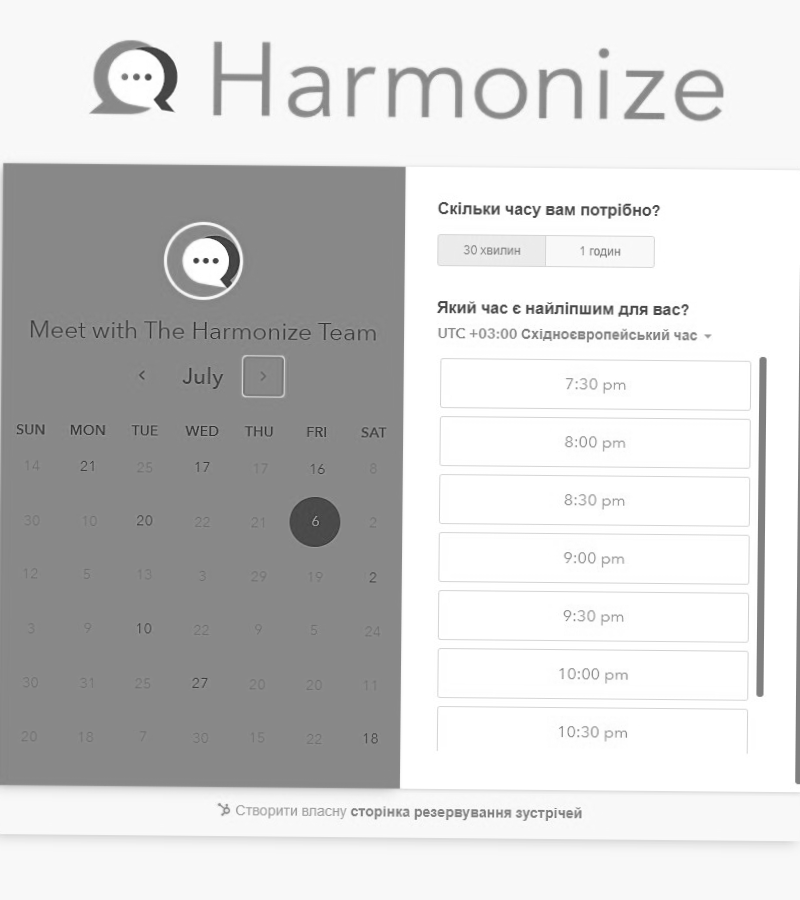 Harmonize
Meet with The Harmonize Team
July
SUN MON TUE WED THU FRI SAT
14 21 25 17 17 16 8
30 10 20 22 21 6 2
12 5 13 3 29 19 2
3 9 10 22 9 5 24
30 31 25 27 20 20 11
20 18 7 30 15 22 18
Скільки часу вам потрібно?
30 хвилин 1 годин
Який час є найліпшим для вас?
UTC +03:00 Східноєвропейський час
7:30 pm
8:00 pm
8:30 pm
9:00 pm
9:30 pm
10:00 pm
10:30 pm
Створити власну сторінка резервування зустрічей